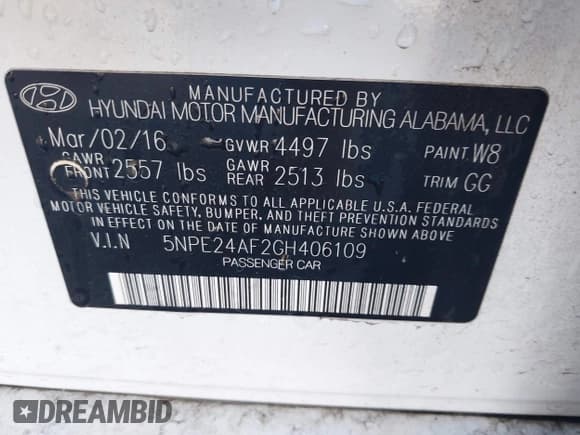 MANUFACTURED BY
HYUNDAI MOTOR MANUFACTURING ALABAMA, LLC
Mar/02/16 GVWR 4497 lbs PAINT W8
GAWR FRONT 2557 lbs GAWR REAR 2513 lbs TRIM GG
THIS VEHICLE CONFORMS TO ALL APPLICABLE U.S.A. FEDERAL
MOTOR VEHICLE SAFETY, BUMPER, AND THEFT PREVENTION STANDARDS
IN EFFECT ON THE DATE OF MANUFACTURE SHOWN ABOVE.
V.I.N 5NPE24AF2GH406109
PASSENGER CAR
DREAMBID